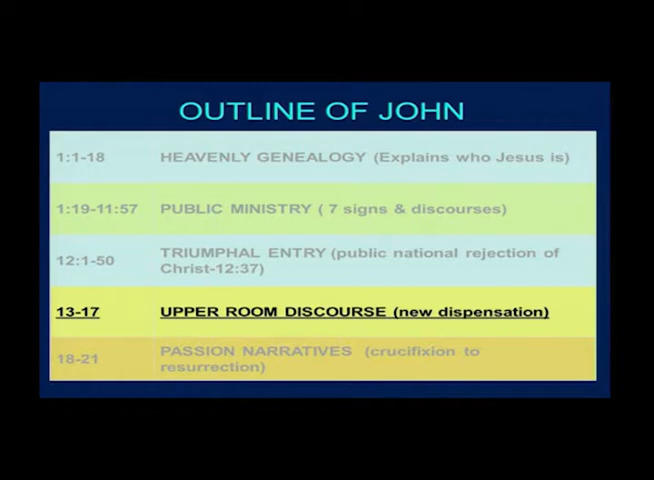 OUTLINE OF JOHN
1:1-18 HEAVENLY GENEALOGY (Explains who Jesus is)
1:19-11:57 PUBLIC MINISTRY ( 7 signs & discourses)
12:1-50 TRIUMPHAL ENTRY (public national rejection of
Christ-12:37)
13-17 UPPER ROOM DISCOURSE (new dispensation)
18-21 PASSION NARRATIVES (crucifixion to
resurrection)